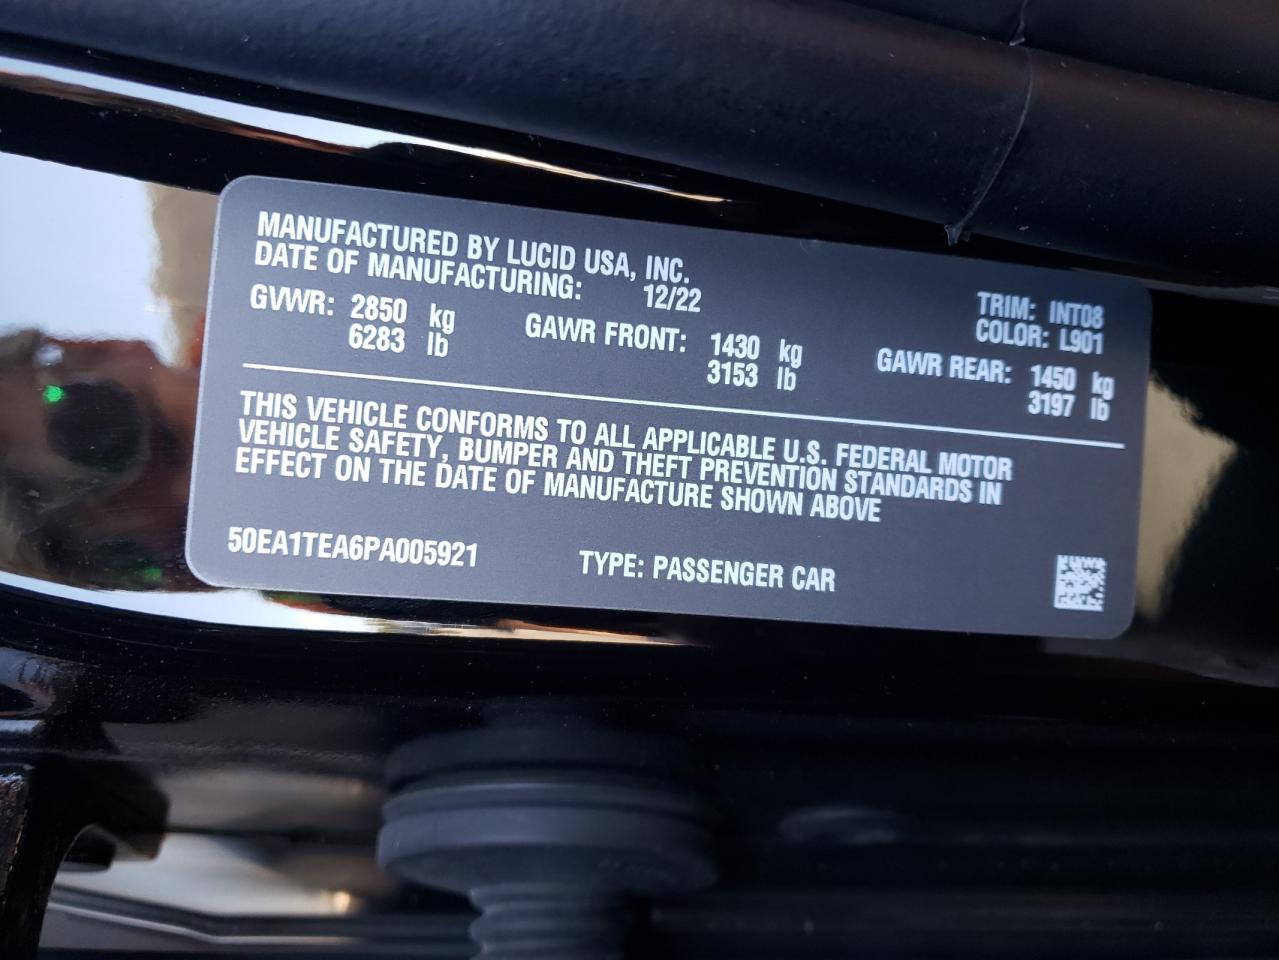 MANUFACTURED BY LUCID USA, INC.
DATE OF MANUFACTURING: 12/22
TRIM: INT08
COLOR: L901
GVWR: 2850 kg
6283 lb
GAWR FRONT: 1430 kg
3153 lb
GAWR REAR: 1450 kg
3197 lb
THIS VEHICLE CONFORMS TO ALL APPLICABLE U.S. FEDERAL MOTOR
VEHICLE SAFETY, BUMPER AND THEFT PREVENTION STANDARDS IN
EFFECT ON THE DATE OF MANUFACTURE SHOWN ABOVE
50EA1TEA6PA005921 TYPE: PASSENGER CAR